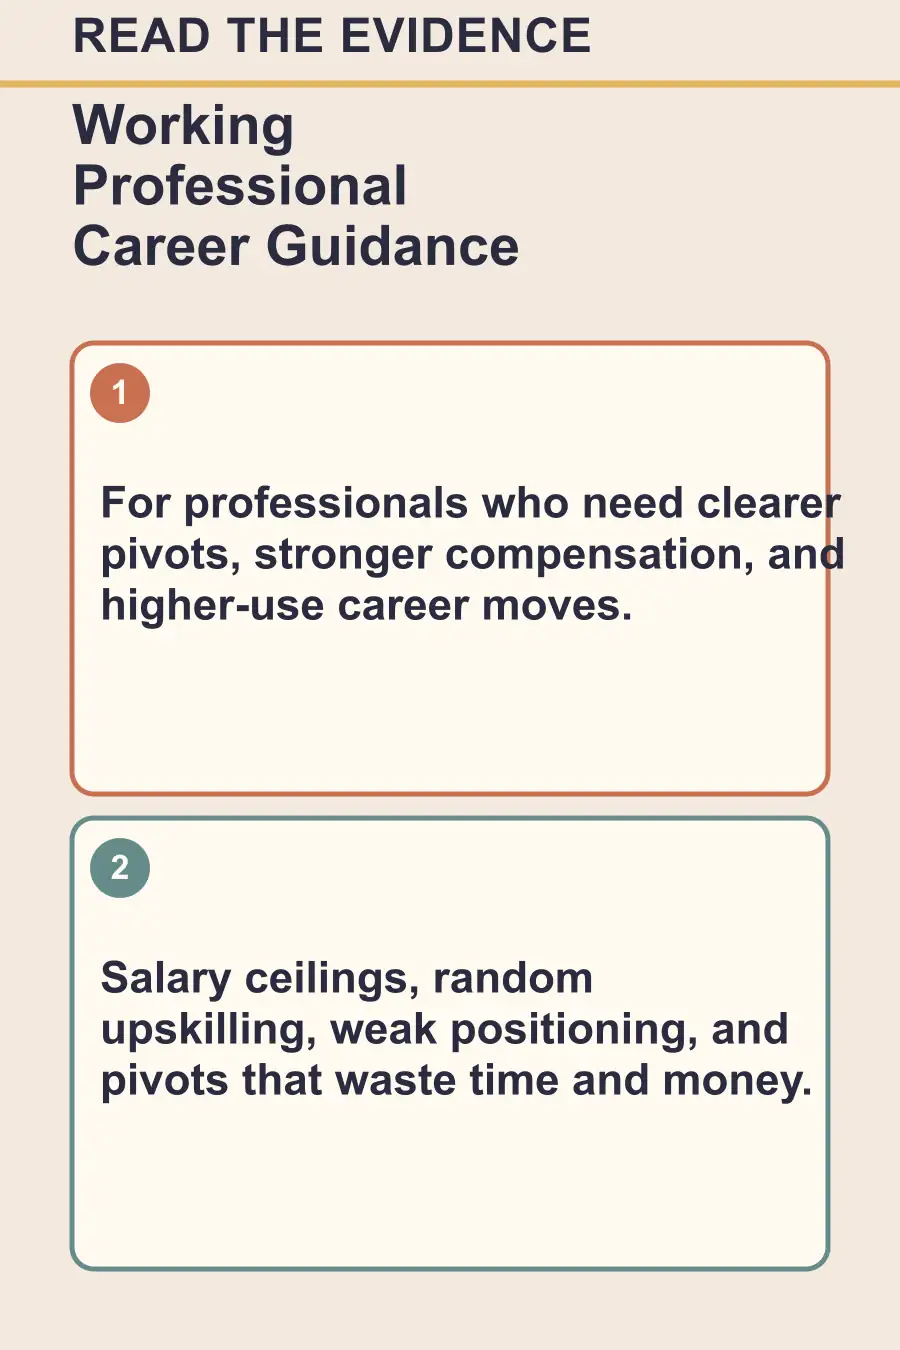 READ THE EVIDENCE
Working
Professional
Career Guidance
1
For professionals who need clearer
pivots, stronger compensation, and
higher-use career moves.
2
Salary ceilings, random
upskilling, weak positioning, and
pivots that waste time and money.